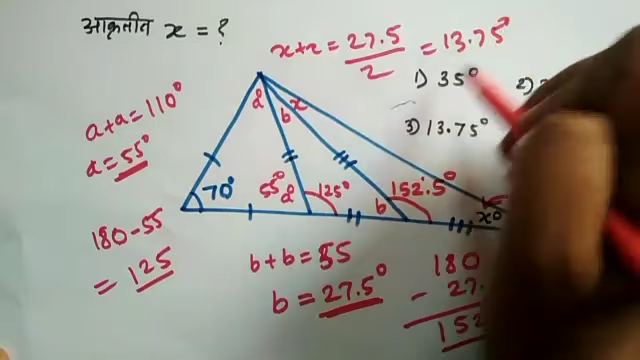 आकृतीत x = ?
x+x = 27.5/2 = 13.75°
1) 35°
2)
3) 13.75°
a+a = 110°
a = 55°
180-55
= 125
a
b
x
70°
55°
a
125°
b
152.5°
x°
b+b = 55
b = 27.5°
180
- 27.
152